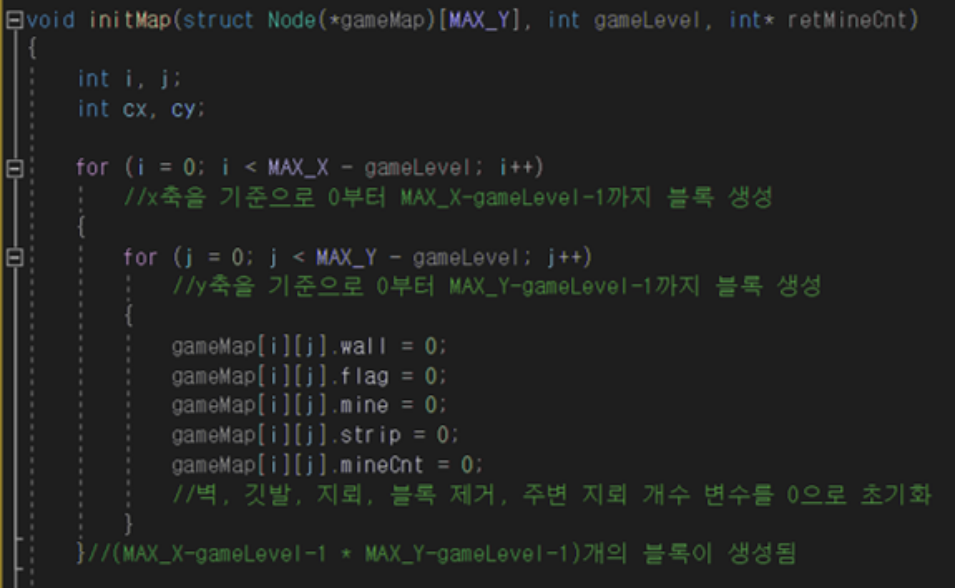 void initMap(struct Node(*gameMap)[MAX_Y], int gameLevel, int* retMineCnt)
{
int i, j;
int cx, cy;
for (i = 0; i < MAX_X - gameLevel; i++)
//x축을 기준으로 0부터 MAX_X-gameLevel-1까지 블록 생성
{
for (j = 0; j < MAX_Y - gameLevel; j++)
//y축을 기준으로 0부터 MAX_Y-gameLevel-1까지 블록 생성
{
gameMap[i][j].wall = 0;
gameMap[i][j].flag = 0;
gameMap[i][j].mine = 0;
gameMap[i][j].strip = 0;
gameMap[i][j].mineCnt = 0;
//벽, 깃발, 지뢰, 블록 제거, 주변 지뢰 개수 변수를 0으로 초기화
}
}//(MAX_X-gameLevel-1 * MAX_Y-gameLevel-1)개의 블록이 생성됨